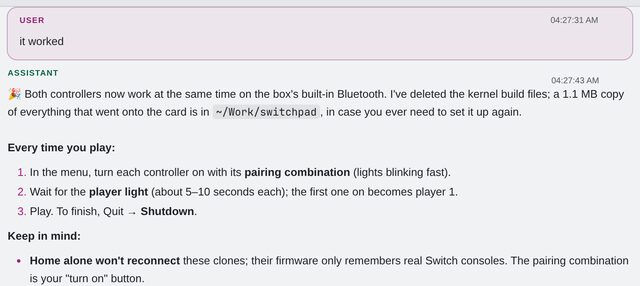 USER
04:27:31 AM
it worked
ASSISTANT
04:27:43 AM
🎉 Both controllers now work at the same time on the box's built-in Bluetooth. I've deleted the kernel build files; a 1.1 MB copy
of everything that went onto the card is in ~/Work/switchpad, in case you ever need to set it up again.
Every time you play:
1. In the menu, turn each controller on with its pairing combination (lights blinking fast).
2. Wait for the player light (about 5–10 seconds each); the first one on becomes player 1.
3. Play. To finish, Quit → Shutdown.
Keep in mind:
• Home alone won't reconnect these clones; their firmware only remembers real Switch consoles. The pairing combination
is your "turn on" button.